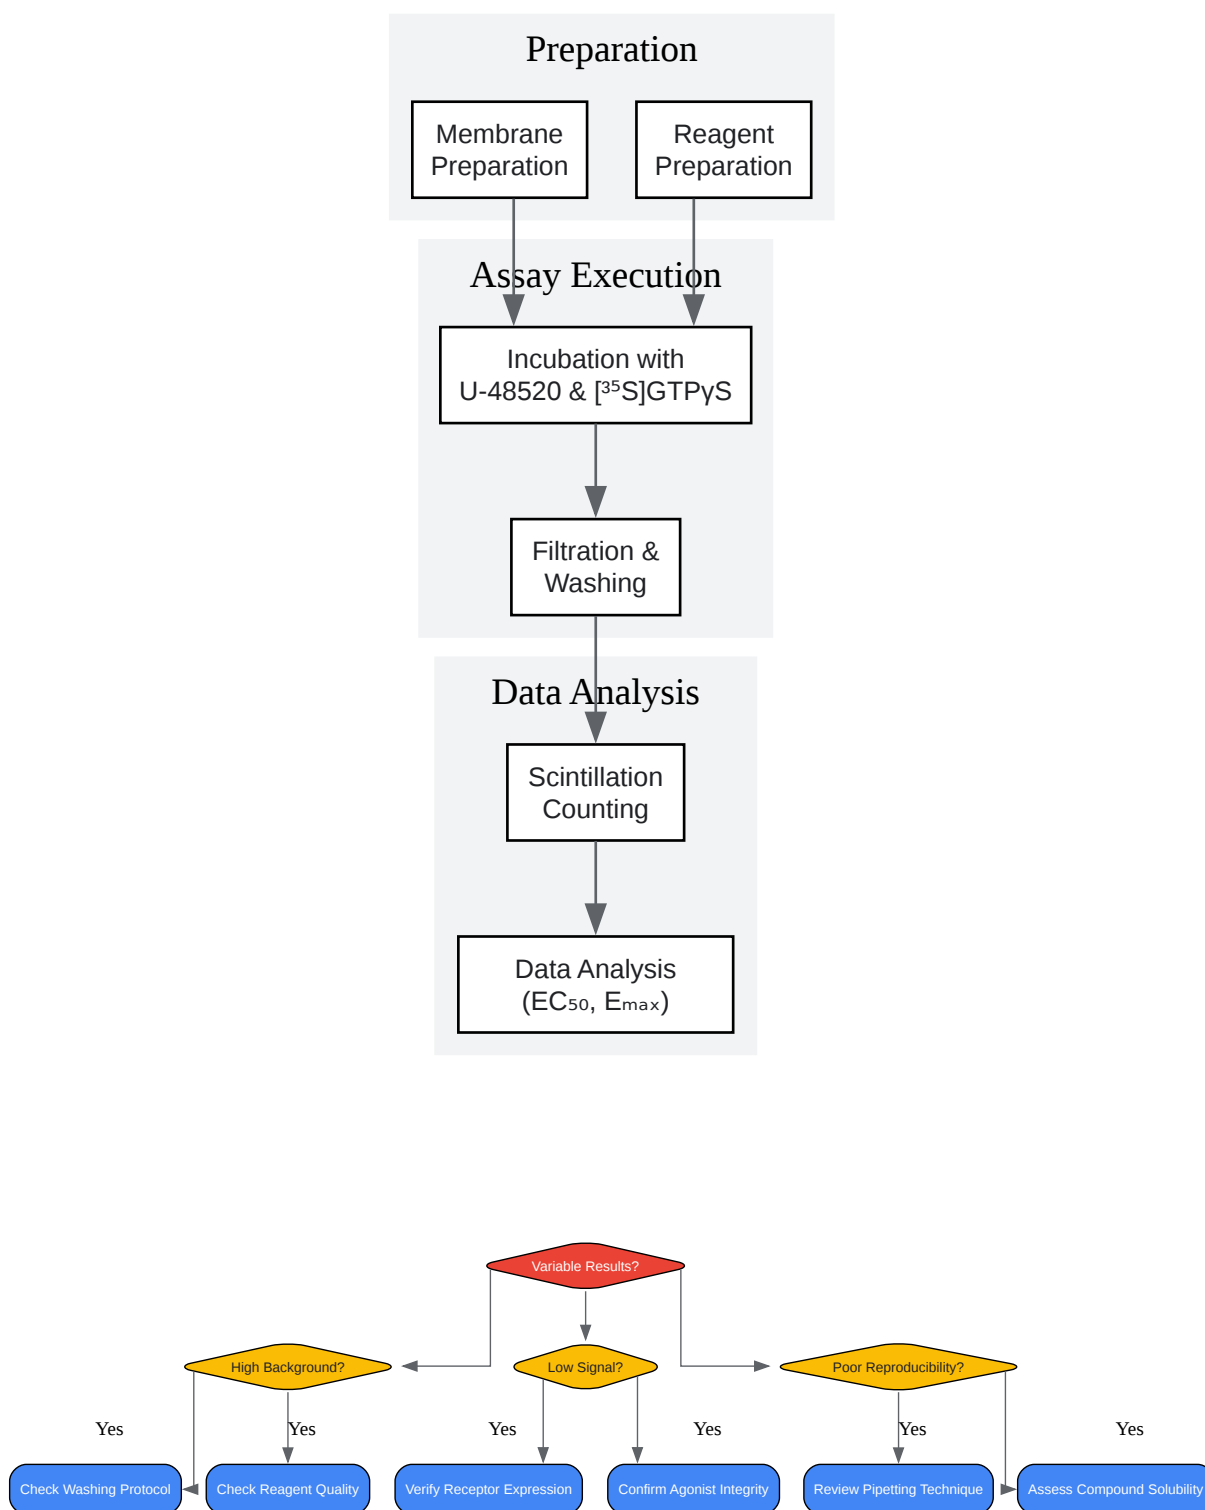 Preparation
Membrane
Preparation
Reagent
Preparation
Assay Execution
Incubation with
U-48520 & [³⁵S]GTPγS
Filtration &
Washing
Data Analysis
Scintillation
Counting
Data Analysis
(EC₅₀, Eₘₐₓ)
Variable Results?
High Background?
Low Signal?
Poor Reproducibility?
Yes
Yes
Yes
Yes
Yes
Yes
Check Washing Protocol
Check Reagent Quality
Verify Receptor Expression
Confirm Agonist Integrity
Review Pipetting Technique
Assess Compound Solubility